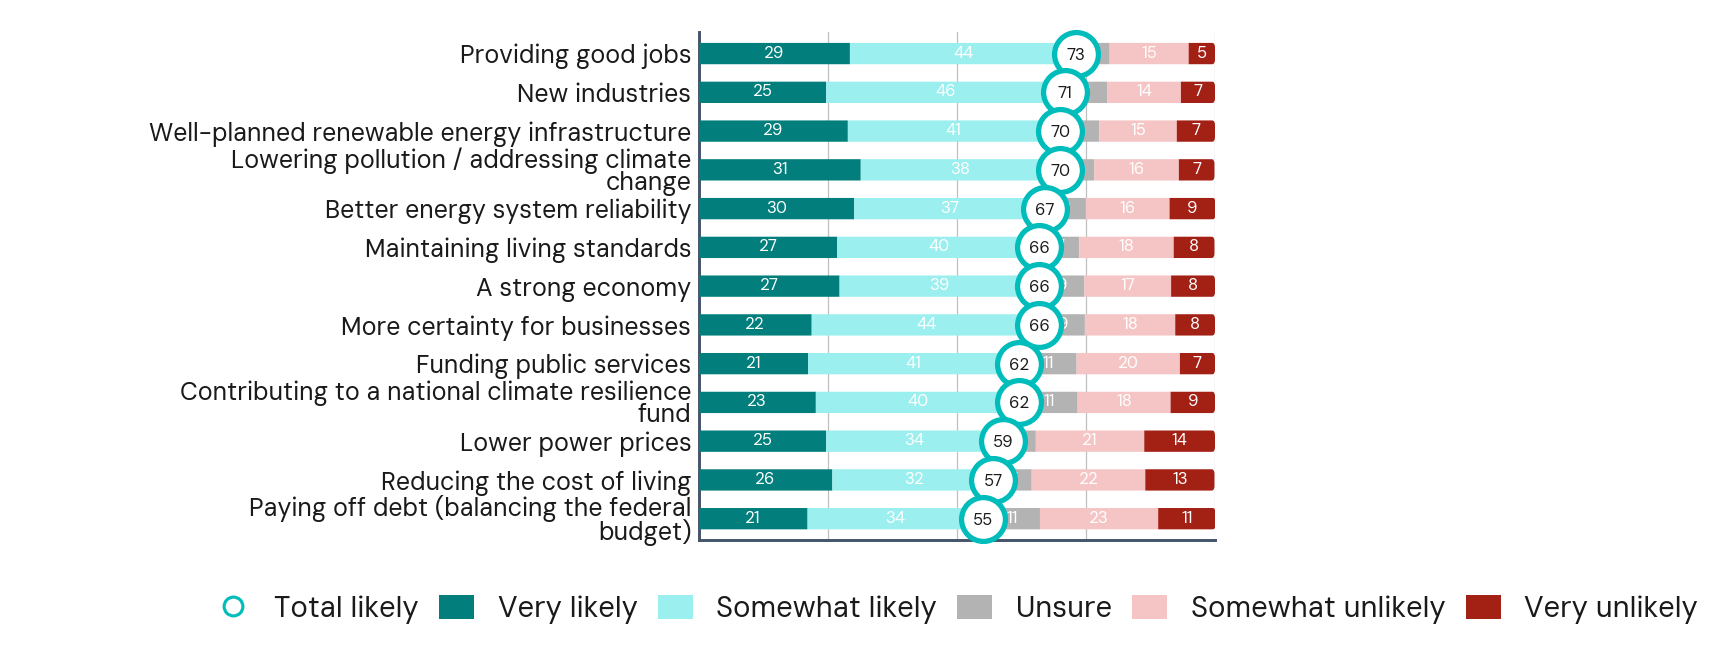 Providing good jobs 29 44 73 15 5
New industries 25 46 71 14 7
Well-planned renewable energy infrastructure 29 41 70 15 7
Lowering pollution / addressing climate
change 31 38 70 16 7
Better energy system reliability 30 37 67 16 9
Maintaining living standards 27 40 66 18 8
A strong economy 27 39 66 17 8
More certainty for businesses 22 44 66 18 8
Funding public services 21 41 62 11 20 7
Contributing to a national climate resilience
fund 23 40 62 11 18 9
Lower power prices 25 34 59 21 14
Reducing the cost of living 26 32 57 22 13
Paying off debt (balancing the federal
budget) 21 34 55 11 23 11
Total likely Very likely Somewhat likely Unsure Somewhat unlikely Very unlikely